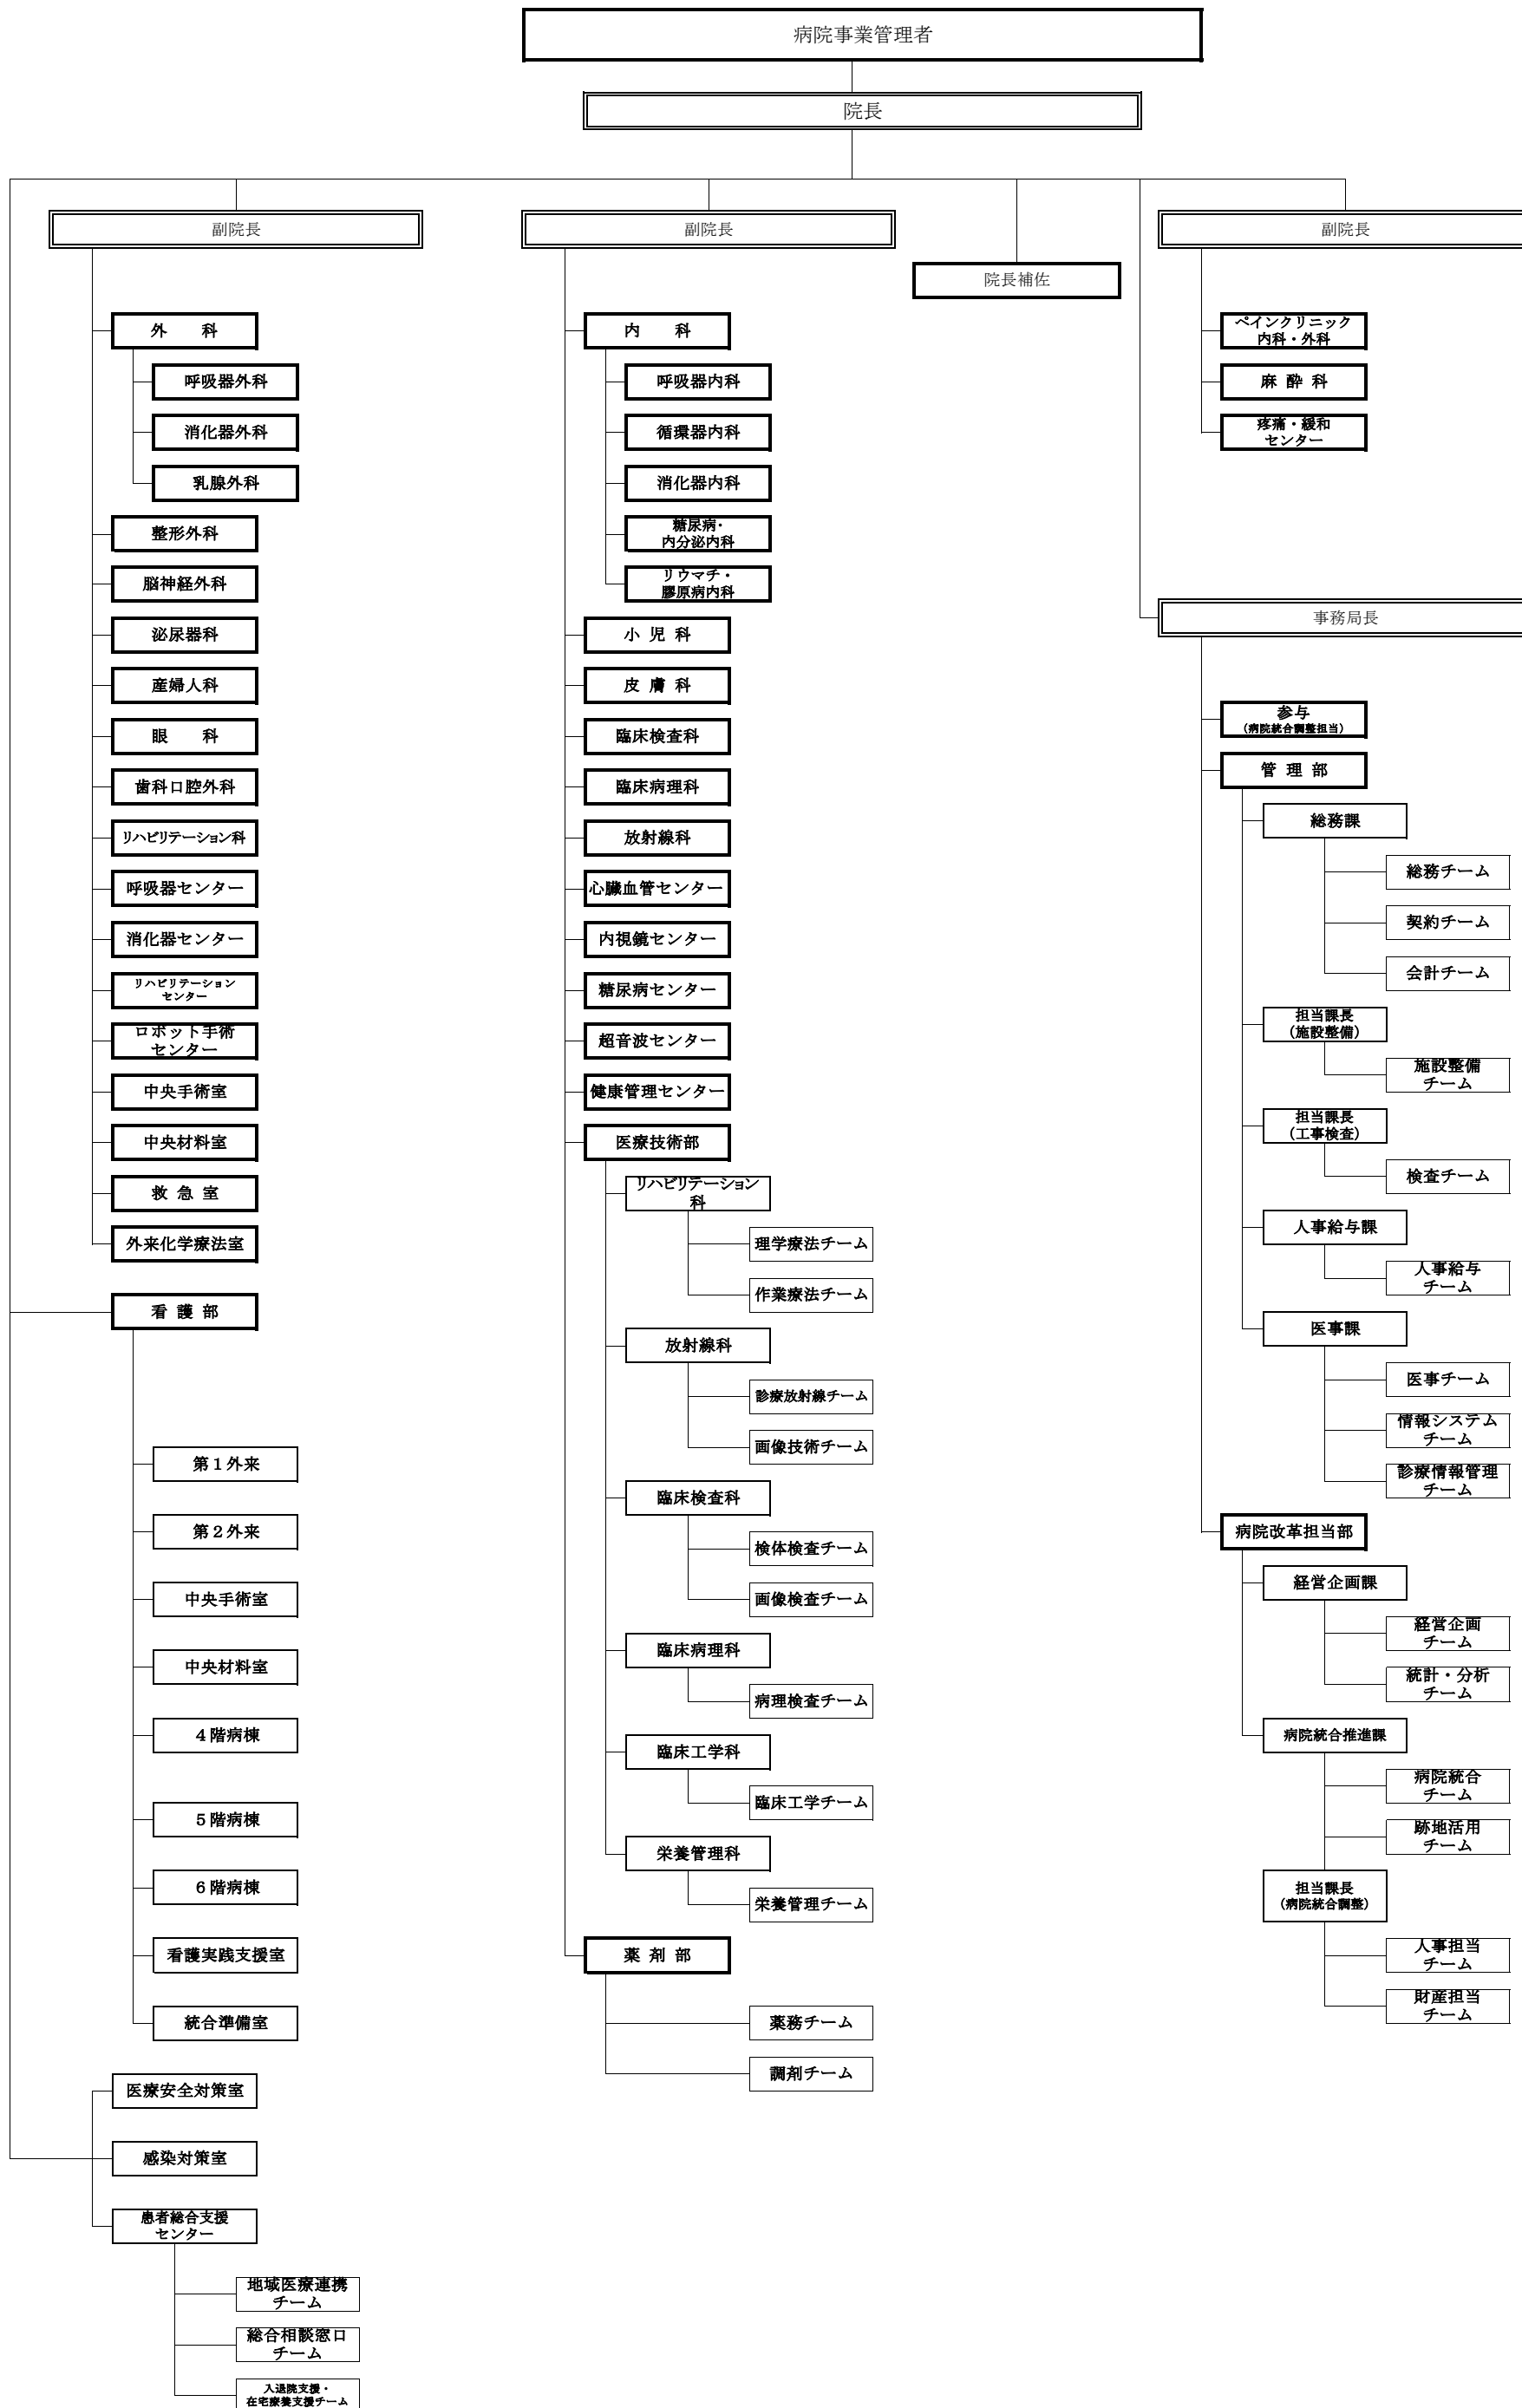 病院事業管理者
院長
副院長
副院長
副院長
院長補佐
外　　科
呼吸器外科
消化器外科
乳腺外科
整形外科
脳神経外科
泌尿器科
産婦人科
眼　　科
歯科口腔外科
リハビリテーション科
呼吸器センター
消化器センター
リハビリテーション
センター
ロボット手術
センター
中央手術室
中央材料室
救 急 室
外来化学療法室
看 護 部
第１外来
第２外来
中央手術室
中央材料室
４階病棟
５階病棟
６階病棟
看護実践支援室
統合準備室
医療安全対策室
感染対策室
患者総合支援
センター
地域医療連携
チーム
総合相談窓口
チーム
入退院支援・
在宅療養支援チーム
内　　科
呼吸器内科
循環器内科
消化器内科
糖尿病・
内分泌内科
リウマチ・
膠原病内科
小 児 科
皮 膚 科
臨床検査科
臨床病理科
放射線科
心臓血管センター
内視鏡センター
糖尿病センター
超音波センター
健康管理センター
医療技術部
リハビリテーション
科
理学療法チーム
作業療法チーム
放射線科
診療放射線チーム
画像技術チーム
臨床検査科
検体検査チーム
画像検査チーム
臨床病理科
病理検査チーム
臨床工学科
臨床工学チーム
栄養管理科
栄養管理チーム
薬 剤 部
薬務チーム
調剤チーム
ペインクリニック
内科・外科
麻 酔 科
疼痛・緩和
センター
事務局長
参与
（病院統合調整担当）
管 理 部
総務課
総務チーム
契約チーム
会計チーム
担当課長
（施設整備）
施設整備
チーム
担当課長
（工事検査）
検査チーム
人事給与課
人事給与
チーム
医事課
医事チーム
情報システム
チーム
診療情報管理
チーム
病院改革担当部
経営企画課
経営企画
チーム
統計・分析
チーム
病院統合推進課
病院統合
チーム
跡地活用
チーム
担当課長
（病院統合調整）
人事担当
チーム
財産担当
チーム